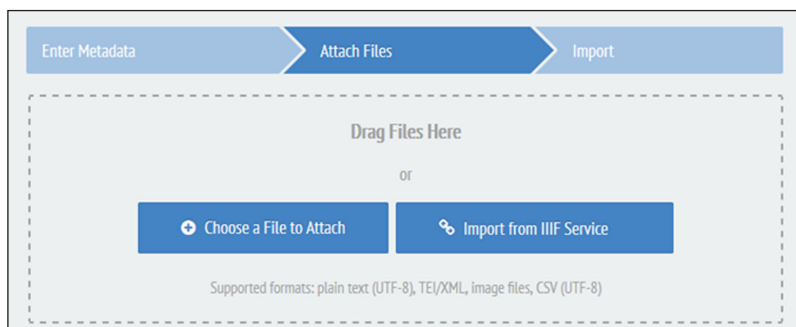 Enter Metadata
Attach Files
Import
Drag Files Here
or
Choose a File to Attach
Import from IIIF Service
Supported formats: plain text (UTF-8), TEI/XML, image files, CSV (UTF-8)